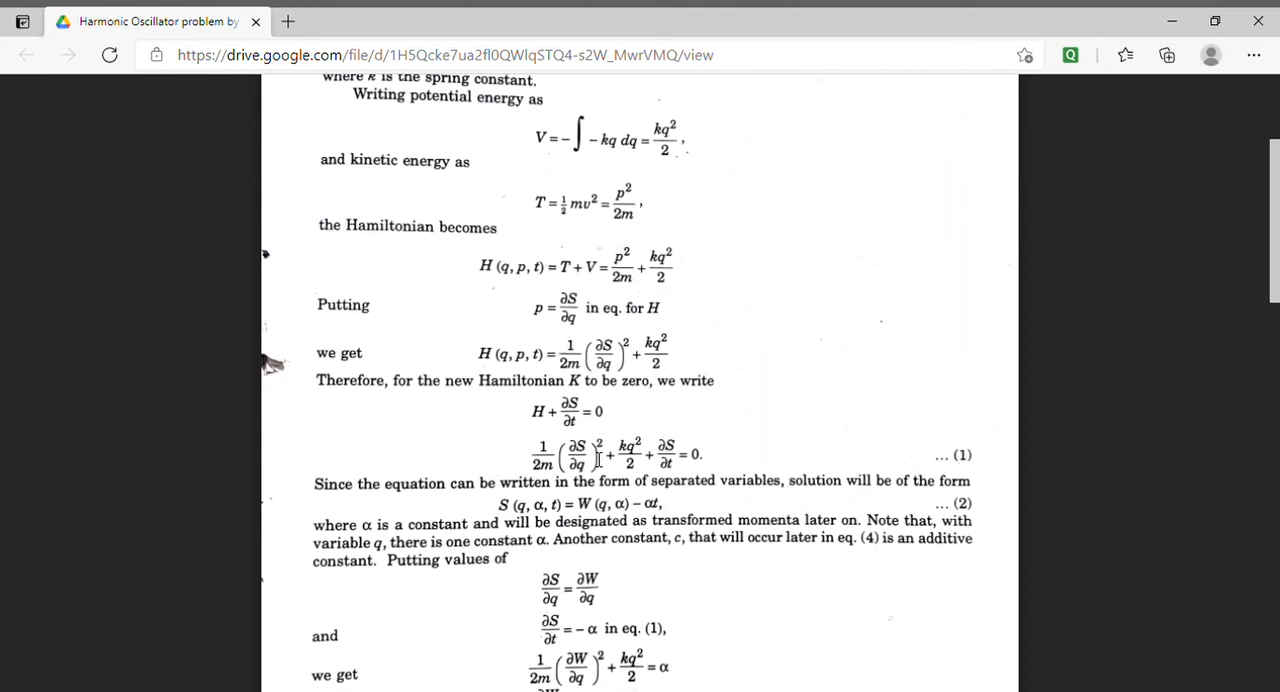 Harmonic Oscillator problem by
https://drive.google.com/file/d/1H5Qcke7ua2fl0QWlqSTQ4-s2W_MwrVMQ/view
where k is the spring constant.
Writing potential energy as
V = – ∫ – kq dq = kq²/2 ,
and kinetic energy as
T = ½ mv² = p²/2m ,
the Hamiltonian becomes
H (q, p, t) = T + V = p²/2m + kq²/2
Putting p = ∂S/∂q in eq. for H
we get H (q, p, t) = 1/2m (∂S/∂q)² + kq²/2
Therefore, for the new Hamiltonian K to be zero, we write
H + ∂S/∂t = 0
1/2m (∂S/∂q)² + kq²/2 + ∂S/∂t = 0. ... (1)
Since the equation can be written in the form of separated variables, solution will be of the form
S (q, α, t) = W (q, α) – αt, ... (2)
where α is a constant and will be designated as transformed momenta later on. Note that, with
variable q, there is one constant α. Another constant, c, that will occur later in eq. (4) is an additive
constant. Putting values of
∂S/∂q = ∂W/∂q
and ∂S/∂t = – α in eq. (1),
we get 1/2m (∂W/∂q)² + kq²/2 = α